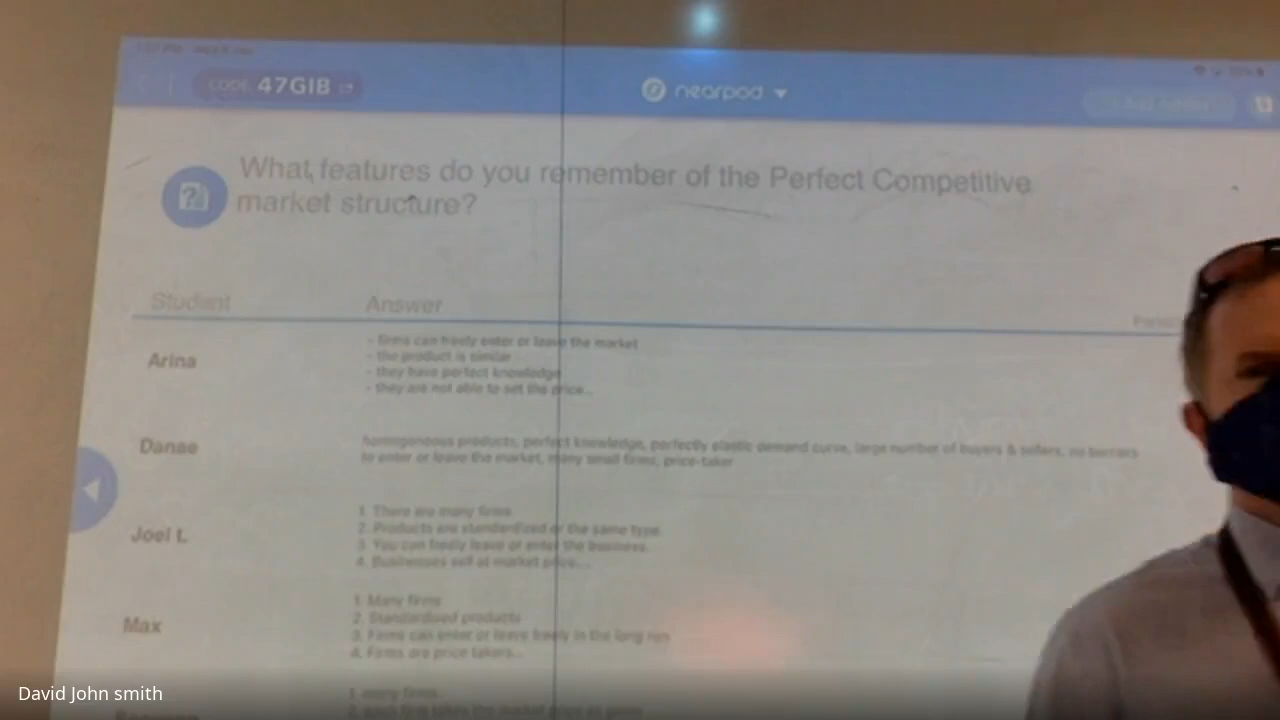 CODE 47GIB
nearpod
What features do you remember of the Perfect Competitive
market structure?
Student Answer
Arina
- firms can freely enter or leave the market
- the product is similar
- they have perfect knowledge
- they are not able to set the price...
Danae
homogeneous products, perfect knowledge, perfectly elastic demand curve, large number of buyers & sellers, no barriers
to enter or leave the market, many small firms, price-taker
Joel t.
1. There are many firms
2. Products are standardized or the same type.
3. You can freely leave or enter the business.
4. Businesses sell at market price....
Max
1. Many firms
2. Standardised products
3. Firms can enter or leave freely in the long run
4. Firms are price takers...
1. many firms
David John smith